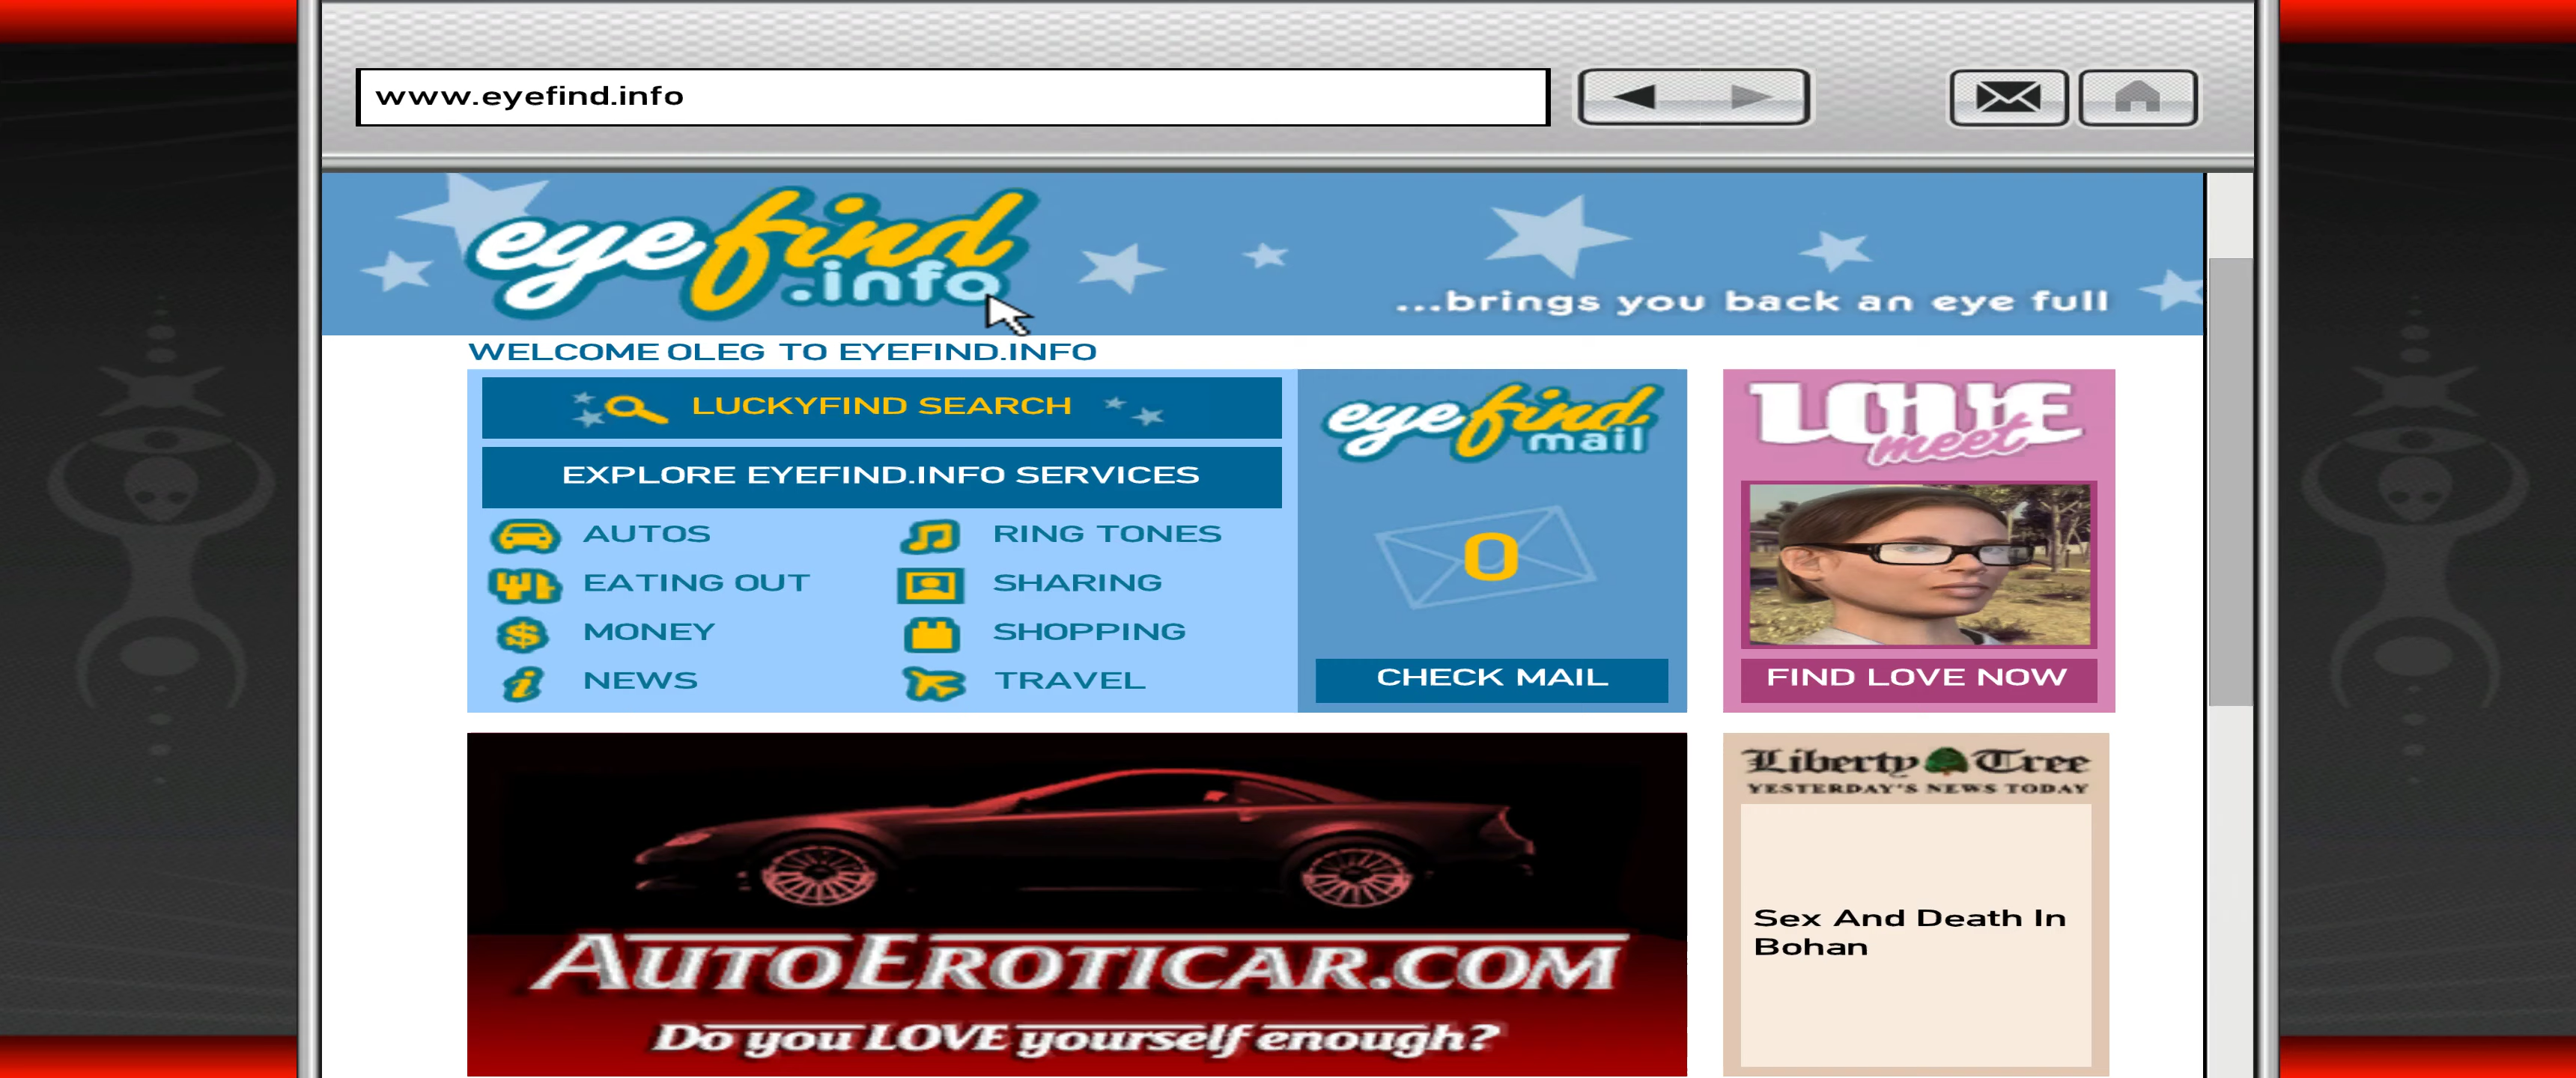 www.eyefind.info
eyefind
.info
...brings you back an eye full
WELCOME OLEG TO EYEFIND.INFO
LUCKYFIND SEARCH
EXPLORE EYEFIND.INFO SERVICES
AUTOS
RING TONES
EATING OUT
SHARING
MONEY
SHOPPING
NEWS
TRAVEL
eyefind
mail
0
CHECK MAIL
LOVE
meet
FIND LOVE NOW
AUTOEROTICAR.COM
Do you LOVE yourself enough?
Liberty Tree
YESTERDAY'S NEWS TODAY
Sex And Death In
Bohan